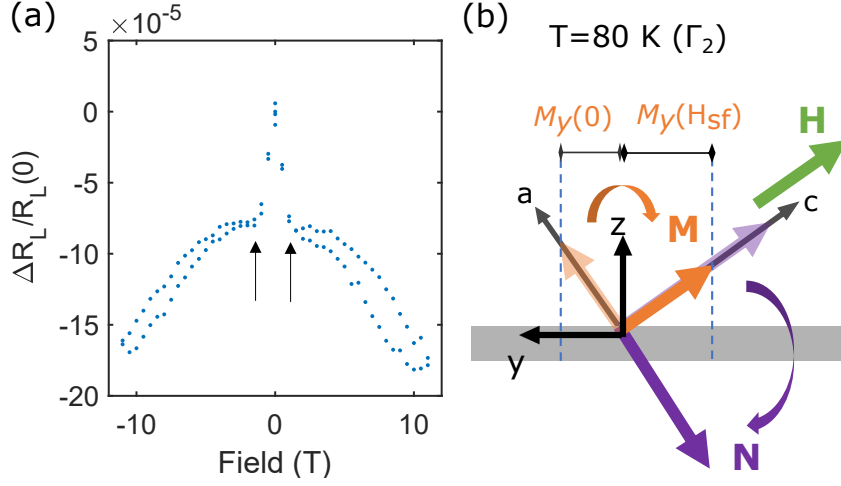 (a)
×10⁻⁵
5
0
-5
-10
-15
-20
ΔR_L/R_L(0)
-10 0 10
Field (T)
(b)
T=80 K (Γ₂)
M_y(0) M_y(H_sf)
H
a
c
z
M
y
N